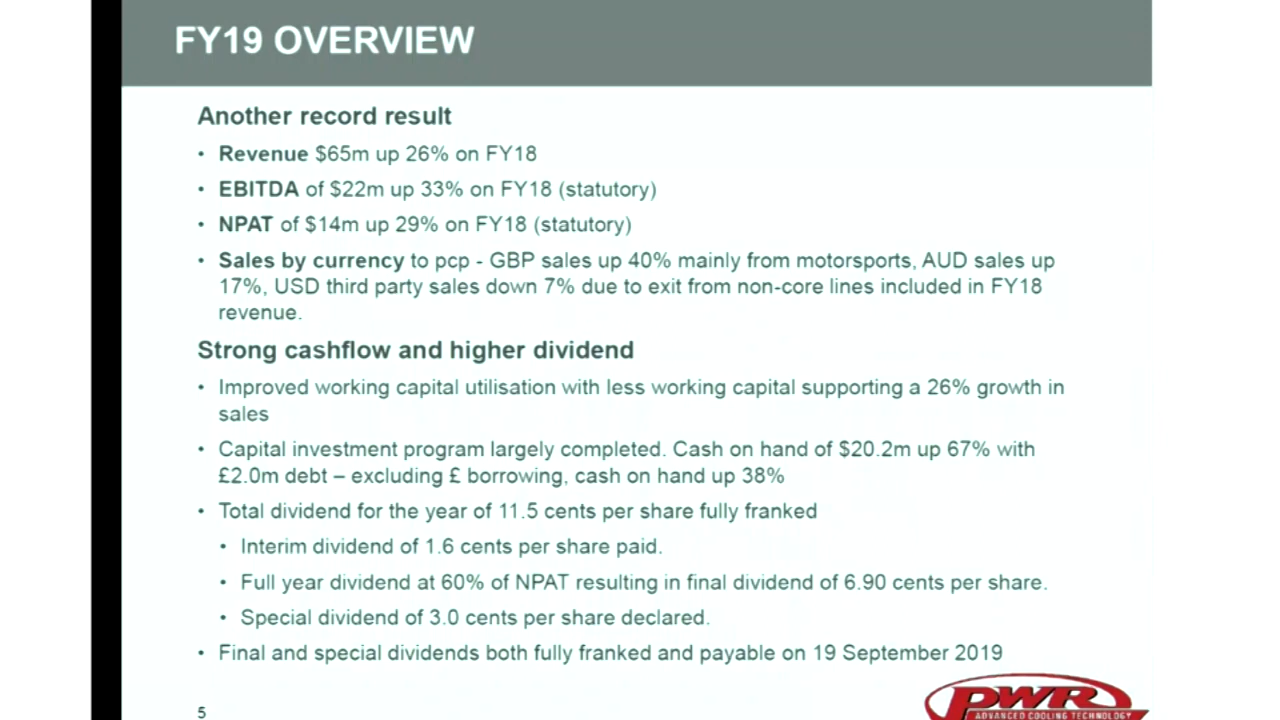 FY19 OVERVIEW
Another record result
• Revenue $65m up 26% on FY18
• EBITDA of $22m up 33% on FY18 (statutory)
• NPAT of $14m up 29% on FY18 (statutory)
• Sales by currency to pcp - GBP sales up 40% mainly from motorsports, AUD sales up
17%, USD third party sales down 7% due to exit from non-core lines included in FY18
revenue.
Strong cashflow and higher dividend
• Improved working capital utilisation with less working capital supporting a 26% growth in
sales
• Capital investment program largely completed. Cash on hand of $20.2m up 67% with
£2.0m debt – excluding £ borrowing, cash on hand up 38%
• Total dividend for the year of 11.5 cents per share fully franked
• Interim dividend of 1.6 cents per share paid.
• Full year dividend at 60% of NPAT resulting in final dividend of 6.90 cents per share.
• Special dividend of 3.0 cents per share declared.
• Final and special dividends both fully franked and payable on 19 September 2019
5
PWR
ADVANCED COOLING TECHNOLOGY